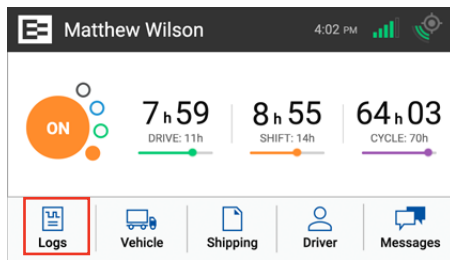 Matthew Wilson 4:02 PM
ON
7h59 8h55 64h03
DRIVE: 11h SHIFT: 14h CYCLE: 70h
Logs Vehicle Shipping Driver Messages